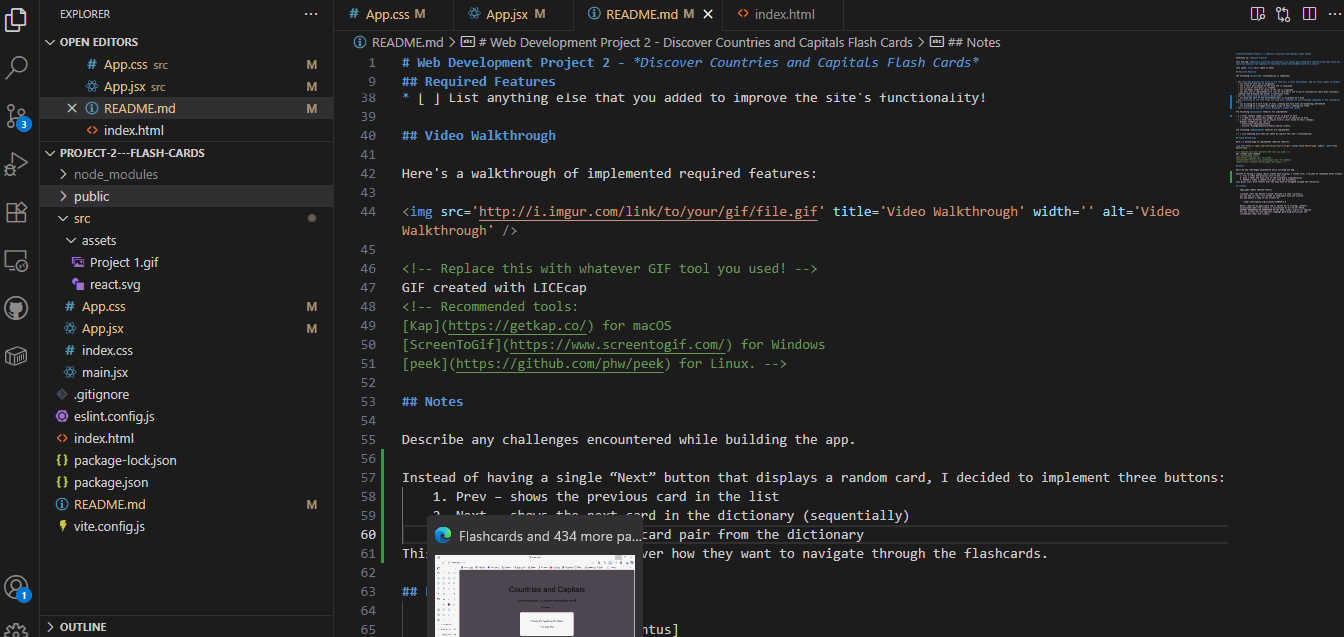 EXPLORER
OPEN EDITORS
# App.css src M
App.jsx src M
README.md M
<> index.html
PROJECT-2---FLASH-CARDS
node_modules
public
src
assets
Project 1.gif
react.svg
# App.css M
App.jsx M
# index.css
main.jsx
.gitignore
eslint.config.js
<> index.html
{} package-lock.json
{} package.json
README.md M
vite.config.js
OUTLINE
3
1
# App.css M
App.jsx M
README.md M
<> index.html
README.md > # Web Development Project 2 - Discover Countries and Capitals Flash Cards > ## Notes
1 # Web Development Project 2 - *Discover Countries and Capitals Flash Cards*
9 ## Required Features
38 * [ ] List anything else that you added to improve the site's functionality!
39
40 ## Video Walkthrough
41
42 Here's a walkthrough of implemented required features:
43
44 <img src='http://i.imgur.com/link/to/your/gif/file.gif' title='Video Walkthrough' width='' alt='Video
Walkthrough' />
45
46 <!-- Replace this with whatever GIF tool you used! -->
47 GIF created with LICEcap
48 <!-- Recommended tools:
49 [Kap](https://getkap.co/) for macOS
50 [ScreenToGif](https://www.screentogif.com/) for Windows
51 [peek](https://github.com/phw/peek) for Linux. -->
52
53 ## Notes
54
55 Describe any challenges encountered while building the app.
56
57 Instead of having a single “Next” button that displays a random card, I decided to implement three buttons:
58 1. Prev – shows the previous card in the list
59 2. Next – shows the next card in the dictionary (sequentially)
60 card pair from the dictionary
61 This ver how they want to navigate through the flashcards.
62
63 ##
64
65 ntus]
Flashcards and 434 more pa...
Countries and Capitals